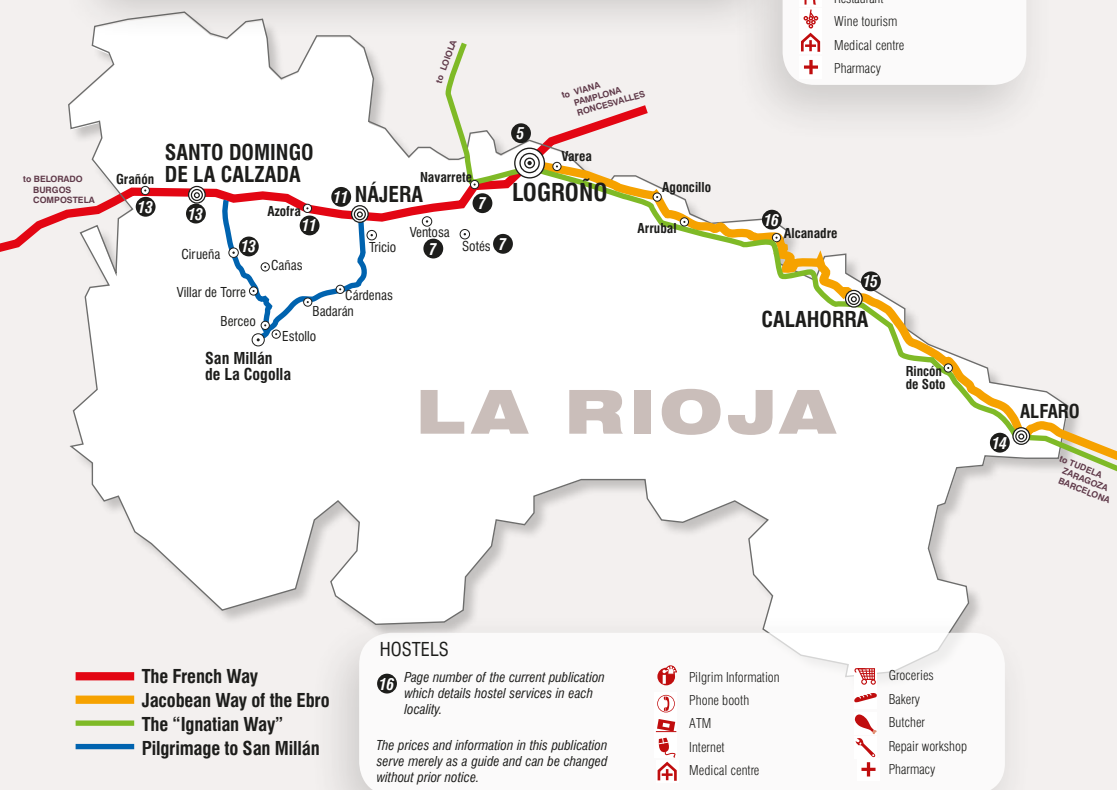 Restaurant
Wine tourism
Medical centre
Pharmacy
to LOIOLA
to VIANA
PAMPLONA
RONCESVALLES
5
SANTO DOMINGO
DE LA CALZADA
Varea
to BELORADO
BURGOS
COMPOSTELA
Grañón
13
13
11
NÁJERA
Navarrete
LOGROÑO
7
Agoncillo
Azofra
11
Arrubal
16
Alcanadre
Ventosa
7
Sotés
7
Tricio
Cirueña
13
Cañas
15
Villar de Torre
Cárdenas
Badarán
CALAHORRA
Berceo
Estollo
San Millán
de La Cogolla
Rincón
de Soto
LA RIOJA
ALFARO
14
to TUDELA
ZARAGOZA
BARCELONA
The French Way
Jacobean Way of the Ebro
The “Ignatian Way”
Pilgrimage to San Millán
HOSTELS
16
Page number of the current publication
which details hostel services in each
locality.
The prices and information in this publication
serve merely as a guide and can be changed
without prior notice.
Pilgrim Information
Phone booth
ATM
Internet
Medical centre
Groceries
Bakery
Butcher
Repair workshop
Pharmacy